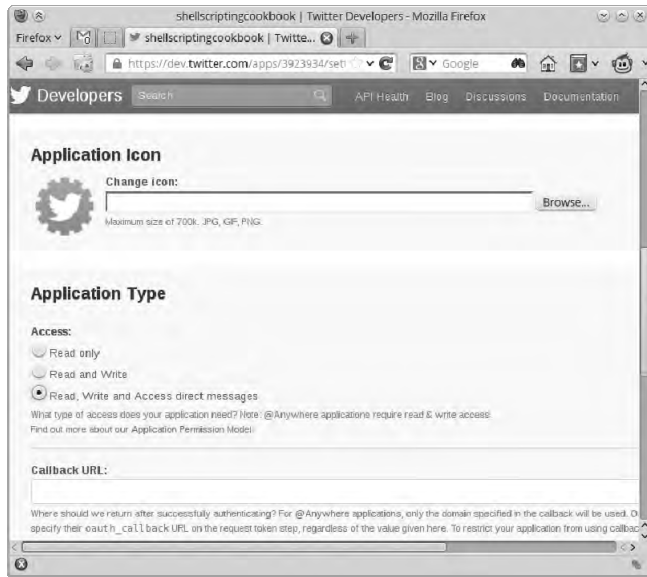 shellscriptingcookbook | Twitter Developers - Mozilla Firefox
Firefox
shellscriptingcookbook | Twitte...
https://dev.twitter.com/apps/3923934/sett
Google
Developers
Search
API Health
Blog
Discussions
Documentation
Application Icon
Change icon:
Browse...
Maximum size of 700k. JPG, GIF, PNG.
Application Type
Access:
Read only
Read and Write
Read, Write and Access direct messages
What type of access does your application need? Note: @Anywhere applications require read & write access.
Find out more about our Application Permission Model.
Callback URL:
Where should we return after successfully authenticating? For @Anywhere applications, only the domain specified in the callback will be used. O
specify their oauth_callback URL on the request token step, regardless of the value given here. To restrict your application from using callbac